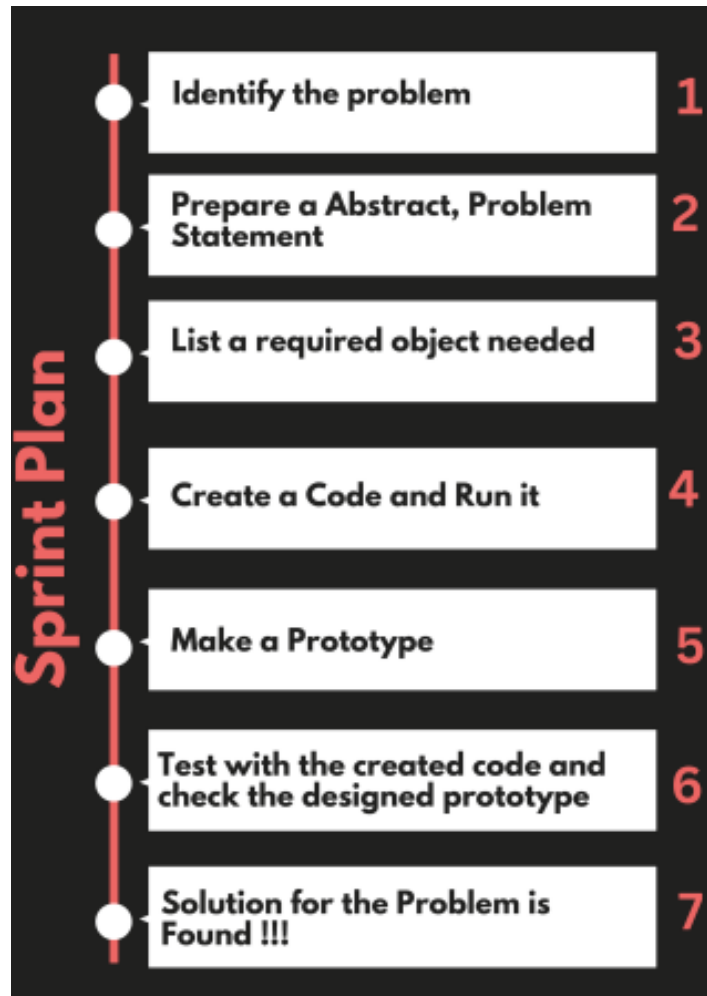 Sprint Plan
Identify the problem
1
Prepare a Abstract, Problem
Statement
2
List a required object needed
3
Create a Code and Run it
4
Make a Prototype
5
Test with the created code and
check the designed prototype
6
Solution for the Problem is
Found !!!
7